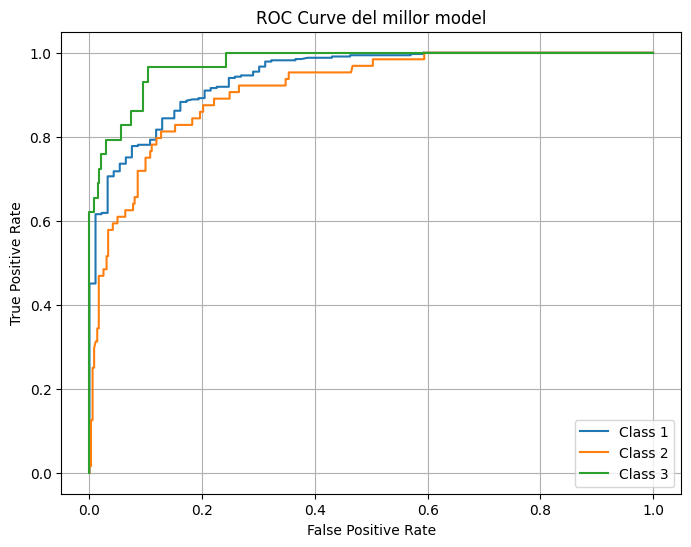 ROC Curve del millor model
True Positive Rate
1.0
0.8
0.6
0.4
0.2
0.0
0.0 0.2 0.4 0.6 0.8 1.0
False Positive Rate
Class 1
Class 2
Class 3